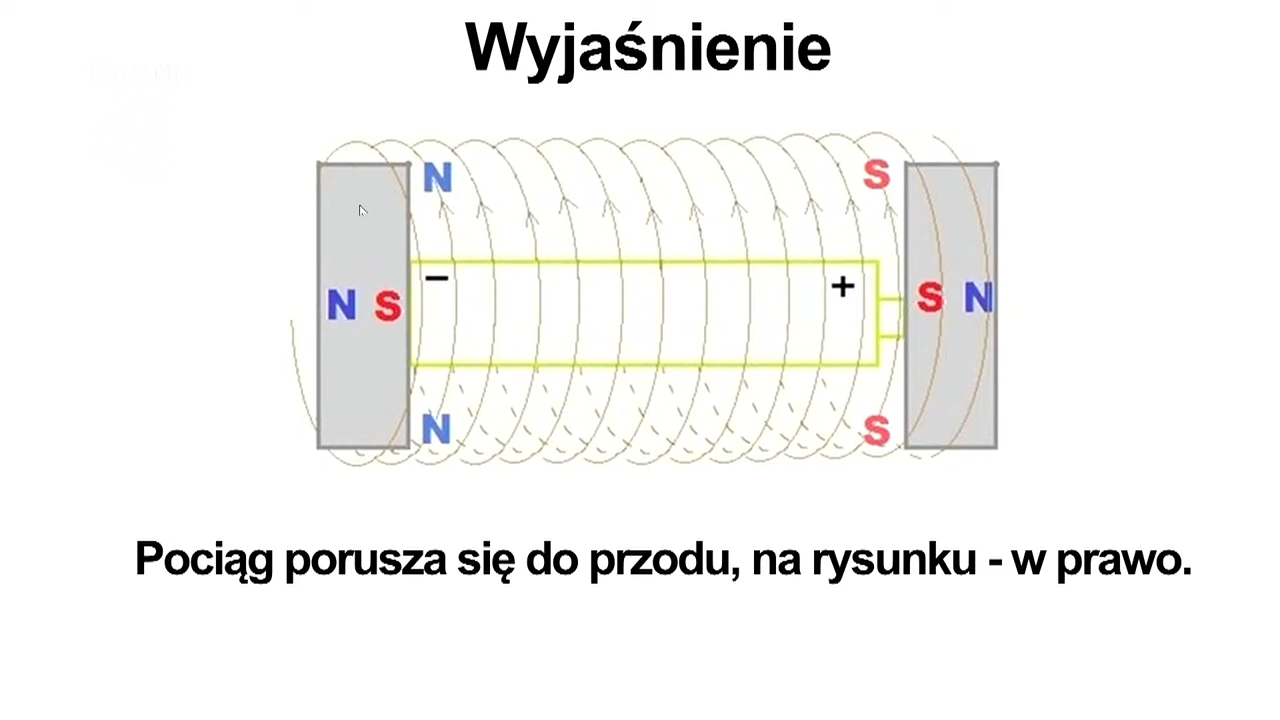 Wyjaśnienie
N S
− +
N S S N
N S
Pociąg porusza się do przodu, na rysunku - w prawo.